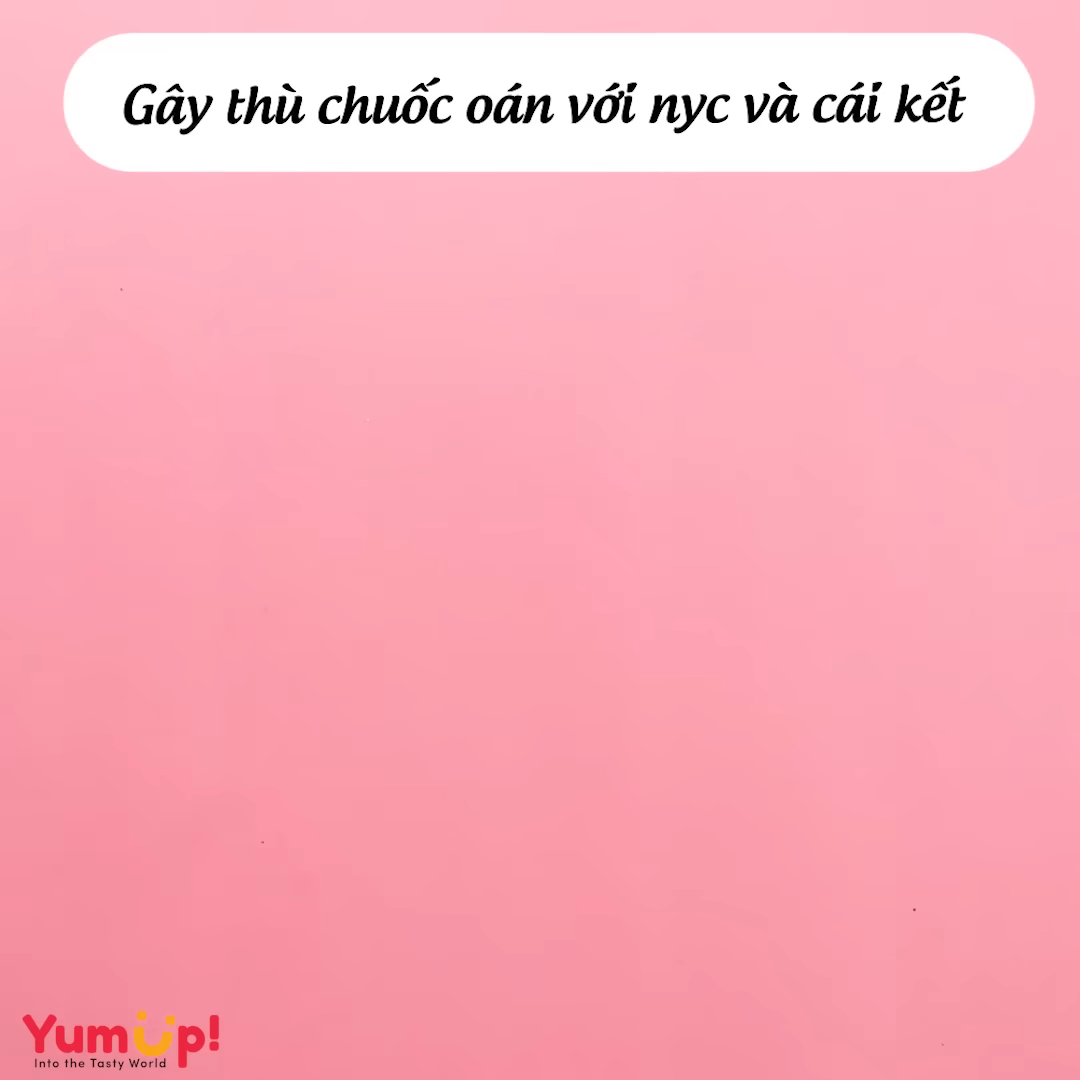 Gây thù chuốc oán với nyc và cái kết
YumUp!
Into the Tasty World